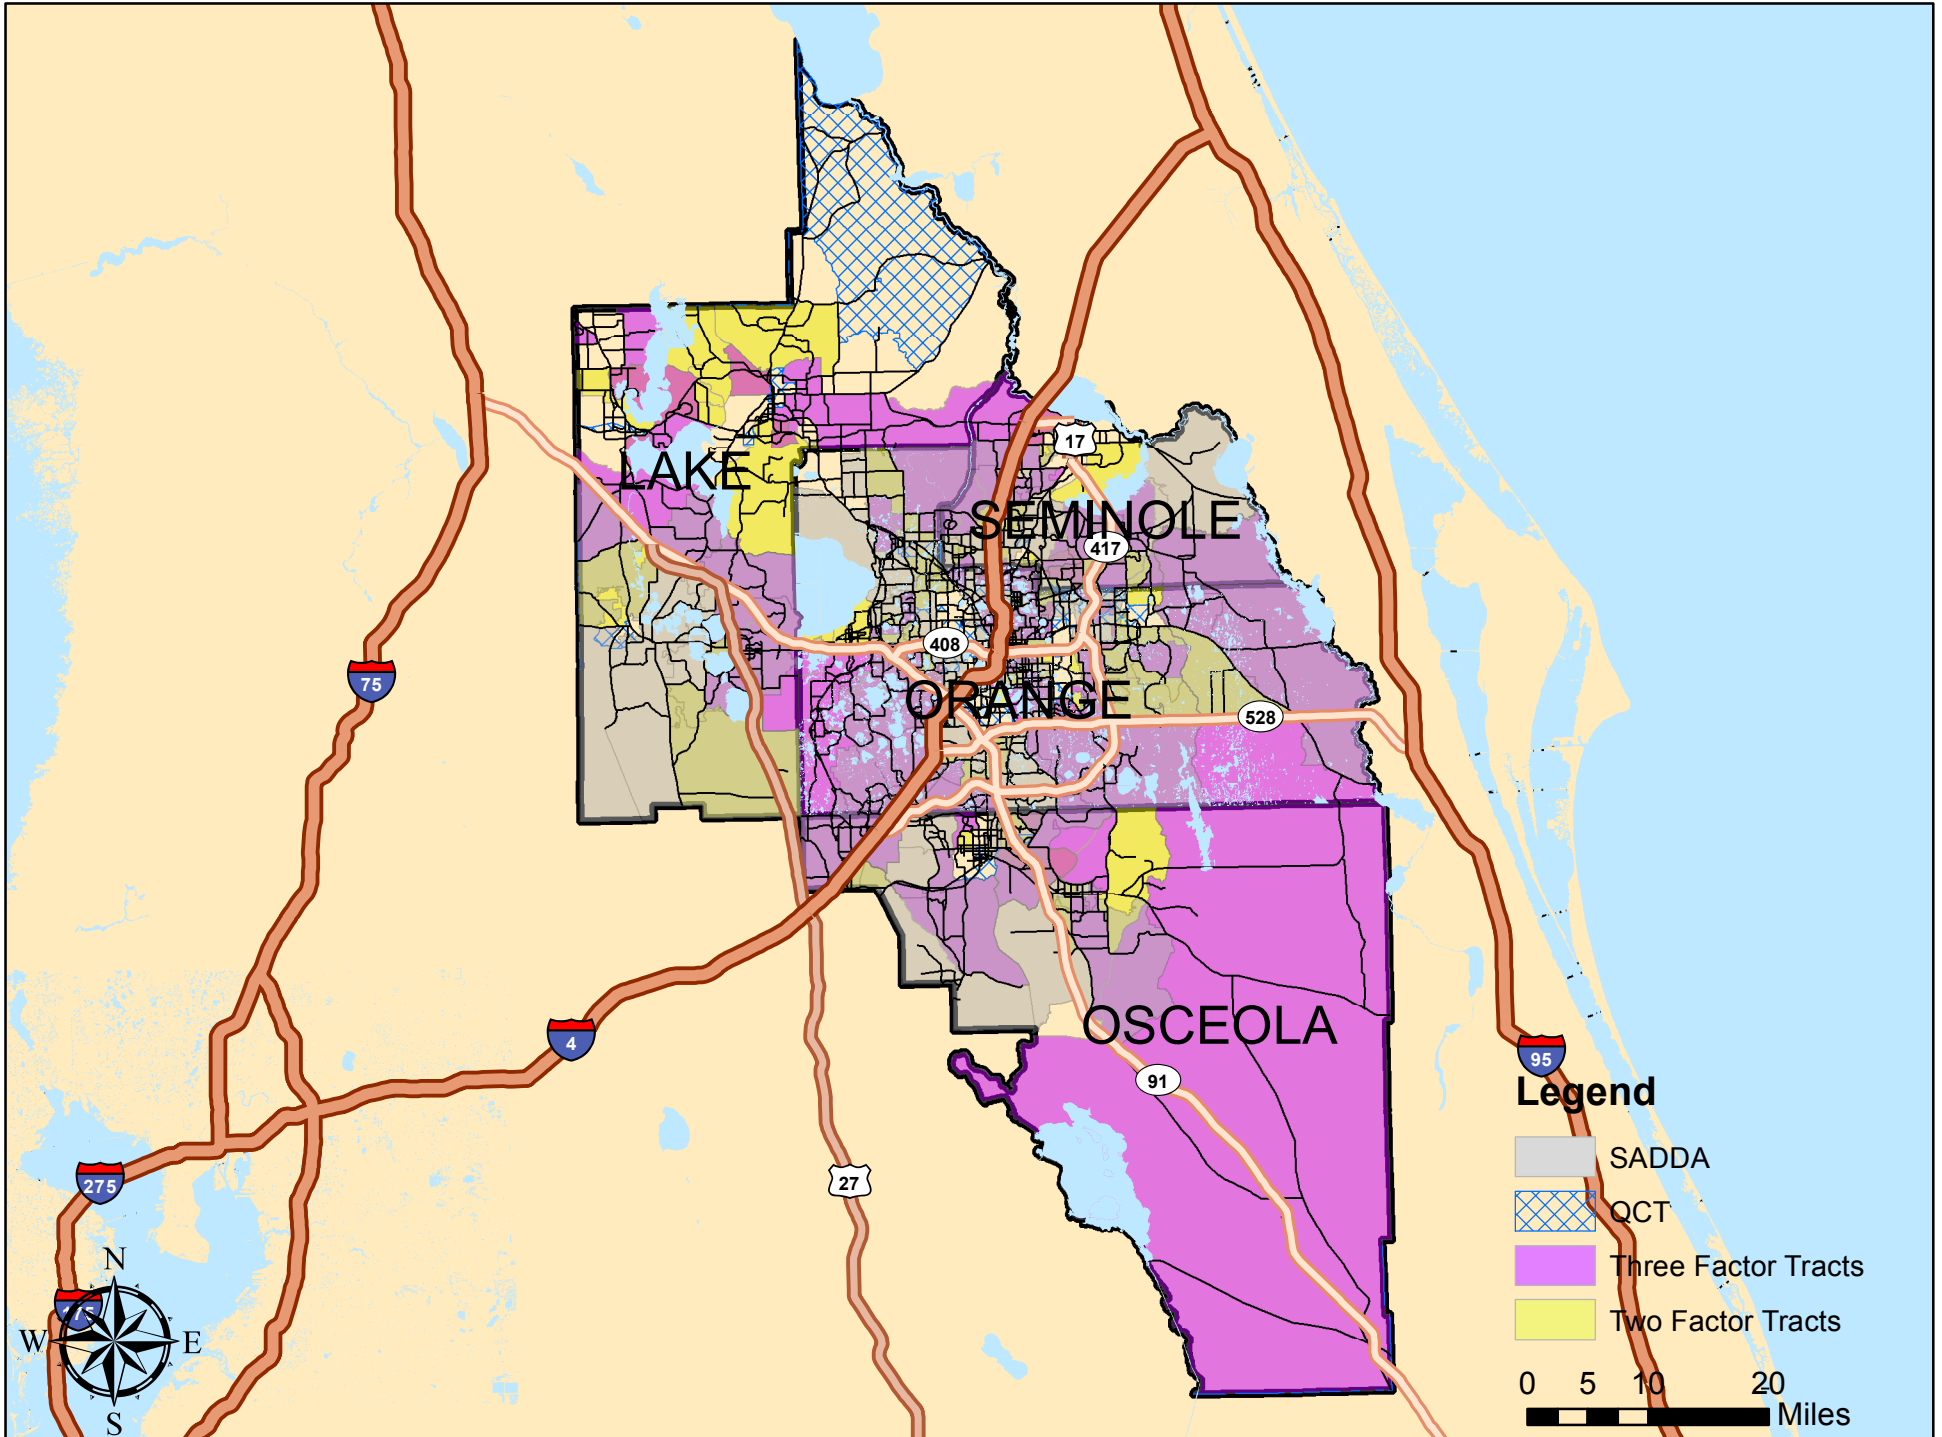 17
LAKE
SEMINOLE
417
408
75
ORANGE
528
OSCEOLA
4
95
91
Legend
SADDA
275
27
QCT
N
Three Factor Tracts
175
W
E
Two Factor Tracts
0 5 10 20
S
Miles